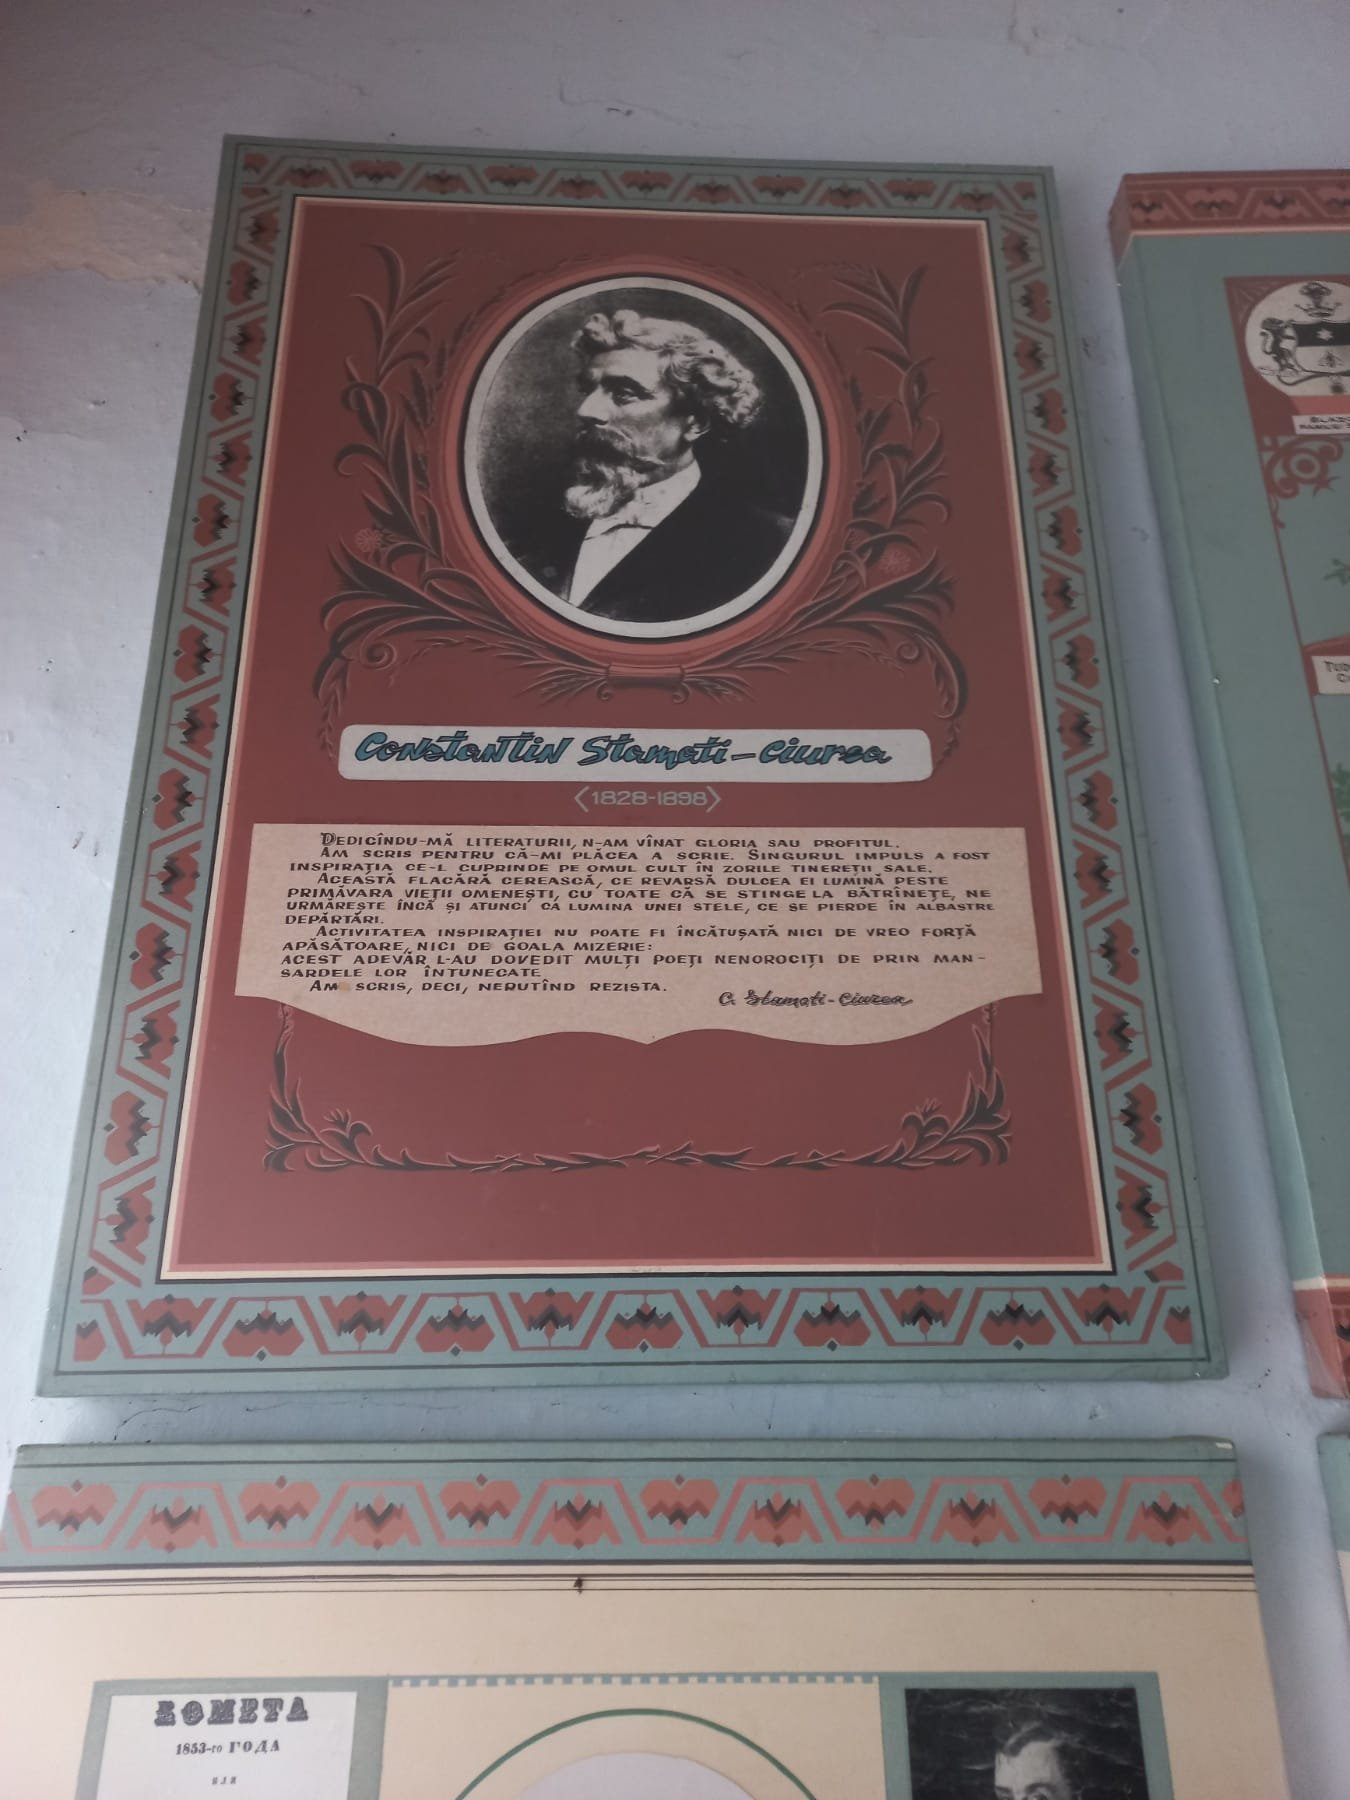 Constantin Stamati-Ciurea
<1828-1898>
DEDICÎNDU-MĂ LITERATURII, N-AM VÎNAT GLORIA SAU PROFITUL.
AM SCRIS PENTRU CĂ-MI PLĂCEA A SCRIE. SINGURUL IMPULS A FOST
INSPIRAȚIA CE-L CUPRINDE PE OMUL CULT ÎN ZORILE TINEREȚII SALE.
ACEASTĂ FLACĂRĂ CEREASCĂ, CE REVARSĂ DULCEA EI LUMINĂ PESTE
PRIMĂVARA VIEȚII OMENEȘTI, CU TOATE CĂ SE STINGE LA BĂTRÎNEȚE, NE
URMĂREȘTE ÎNCĂ ȘI ATUNCI CA LUMINA UNEI STELE, CE SE PIERDE ÎN ALBASTRE
DEPĂRTĂRI.
ACTIVITATEA INSPIRAȚIEI NU POATE FI ÎNCĂTUȘATĂ NICI DE VREO FORȚĂ
APĂSĂTOARE, NICI DE GOALA MIZERIE:
ACEST ADEVĂR L-AU DOVEDIT MULȚI POEȚI NENOROCIȚI DE PRIN MAN-
SARDELE LOR ÎNTUNECATE
AM SCRIS, DECI, NEPUTÎND REZISTA.
C. Stamati-Ciurea
КОМЕТА
1853-го ГОДА
ИЛИ